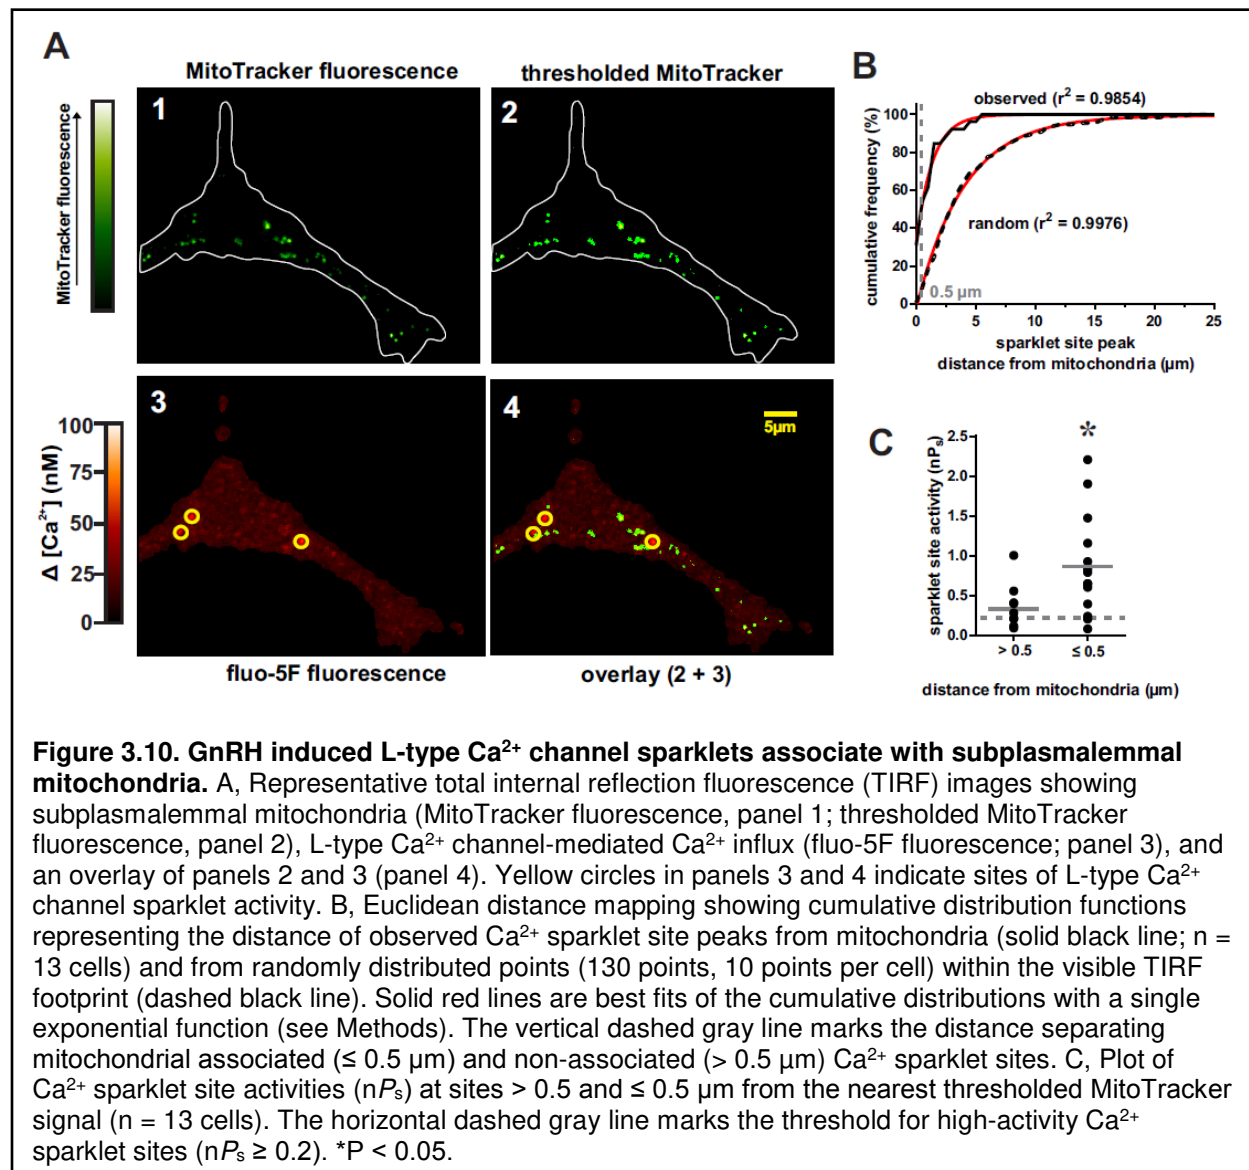 A
MitoTracker fluorescence
thresholded MitoTracker
MitoTracker fluorescence
1
2
3
4
100
75
50
25
0
Δ [Ca²⁺] (nM)
5µm
fluo-5F fluorescence
overlay (2 + 3)
B
observed (r² = 0.9854)
random (r² = 0.9976)
0.5 µm
cumulative frequency (%)
100
80
60
40
20
0
0 5 10 15 20 25
sparklet site peak
distance from mitochondria (µm)
C
*
sparklet site activity (nPₛ)
2.5
2.0
1.5
1.0
0.5
0.0
> 0.5 ≤ 0.5
distance from mitochondria (µm)
Figure 3.10. GnRH induced L-type Ca²⁺ channel sparklets associate with subplasmalemmal
mitochondria. A, Representative total internal reflection fluorescence (TIRF) images showing
subplasmalemmal mitochondria (MitoTracker fluorescence, panel 1; thresholded MitoTracker
fluorescence, panel 2), L-type Ca²⁺ channel-mediated Ca²⁺ influx (fluo-5F fluorescence; panel 3), and
an overlay of panels 2 and 3 (panel 4). Yellow circles in panels 3 and 4 indicate sites of L-type Ca²⁺
channel sparklet activity. B, Euclidean distance mapping showing cumulative distribution functions
representing the distance of observed Ca²⁺ sparklet site peaks from mitochondria (solid black line; n =
13 cells) and from randomly distributed points (130 points, 10 points per cell) within the visible TIRF
footprint (dashed black line). Solid red lines are best fits of the cumulative distributions with a single
exponential function (see Methods). The vertical dashed gray line marks the distance separating
mitochondrial associated (≤ 0.5 µm) and non-associated (> 0.5 µm) Ca²⁺ sparklet sites. C, Plot of
Ca²⁺ sparklet site activities (nPₛ) at sites > 0.5 and ≤ 0.5 µm from the nearest thresholded MitoTracker
signal (n = 13 cells). The horizontal dashed gray line marks the threshold for high-activity Ca²⁺
sparklet sites (nPₛ ≥ 0.2). *P < 0.05.